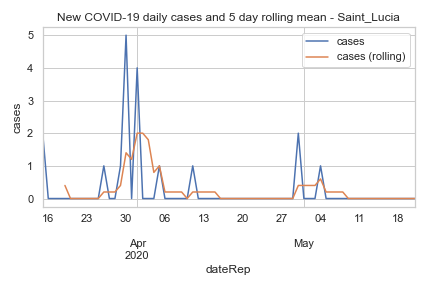 New COVID-19 daily cases and 5 day rolling mean - Saint_Lucia
cases
cases (rolling)
5
4
3
2
1
0
cases
16 23 30 06 13 20 27 04 11 18
Apr May
2020
dateRep